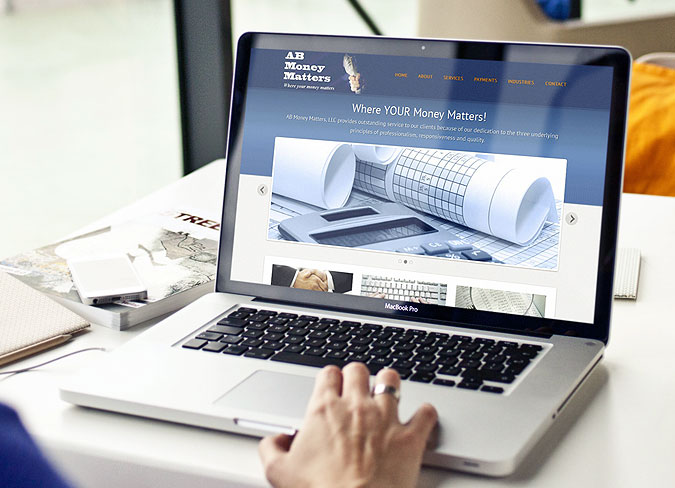 AB
Money
Matters
Where your money matters
HOME ABOUT SERVICES PAYMENTS INDUSTRIES CONTACT
Where YOUR Money Matters!
AB Money Matters, LLC provides outstanding service to our clients because of our dedication to the three underlying
principles of professionalism, responsiveness and quality.
TREE
MacBook Pro